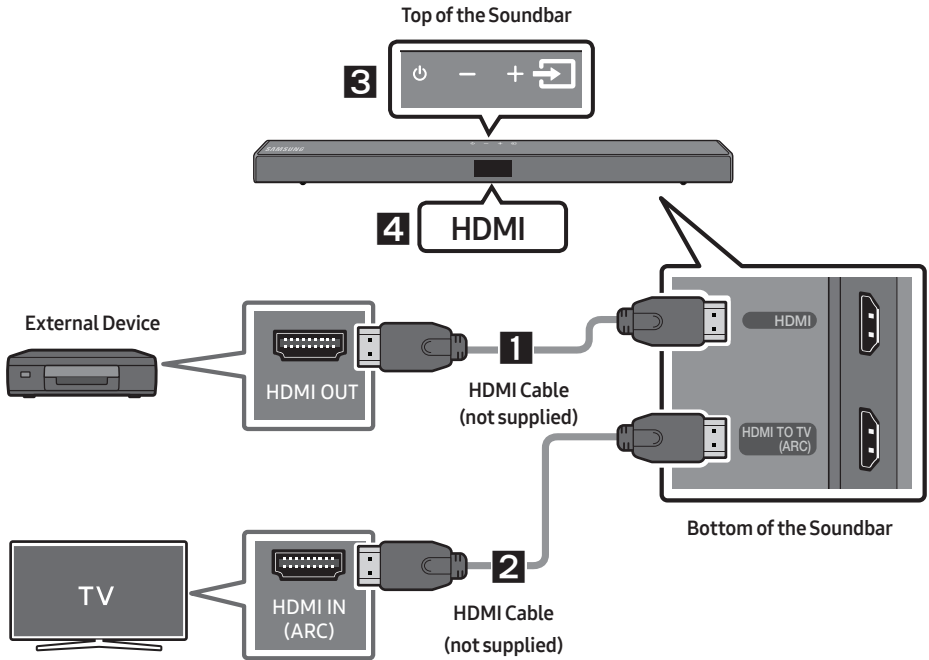 Top of the Soundbar
3
− +
SAMSUNG
4
HDMI
External Device
HDMI OUT
1
HDMI Cable
(not supplied)
HDMI
HDMI TO TV
(ARC)
Bottom of the Soundbar
TV
HDMI IN
(ARC)
2
HDMI Cable
(not supplied)